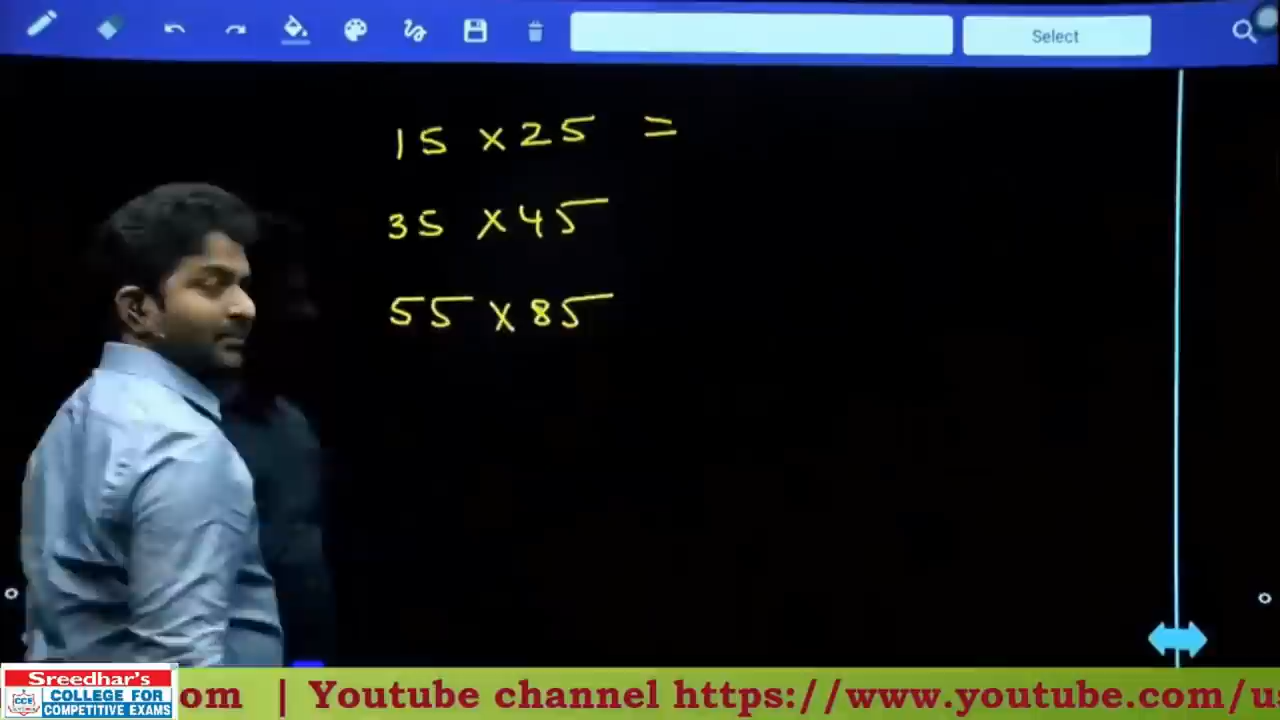 Select
15 × 25 =
35 × 45
55 × 85
Sreedhar's
CCE
COLLEGE FOR
COMPETITIVE EXAMS
om | Youtube channel https://www.youtube.com/u